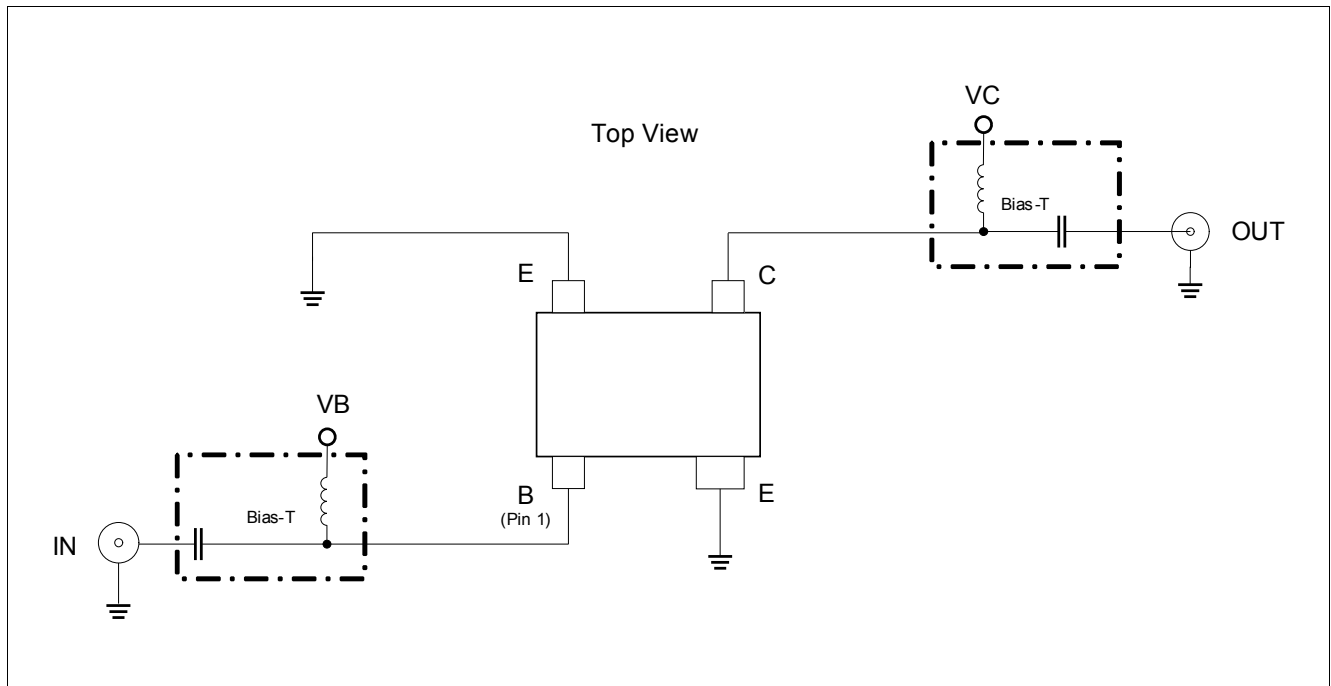 VC
Top View
Bias-T
OUT
E
C
VB
B
E
(Pin 1)
Bias-T
IN